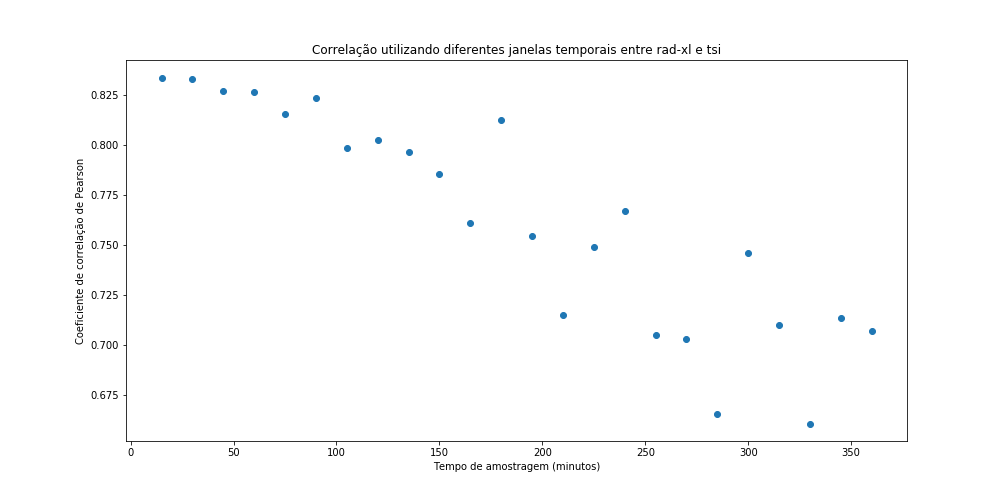 Correlação utilizando diferentes janelas temporais entre rad-xl e tsi
0.825
0.800
0.775
0.750
0.725
0.700
0.675
Coeficiente de correlação de Pearson
0 50 100 150 200 250 300 350
Tempo de amostragem (minutos)